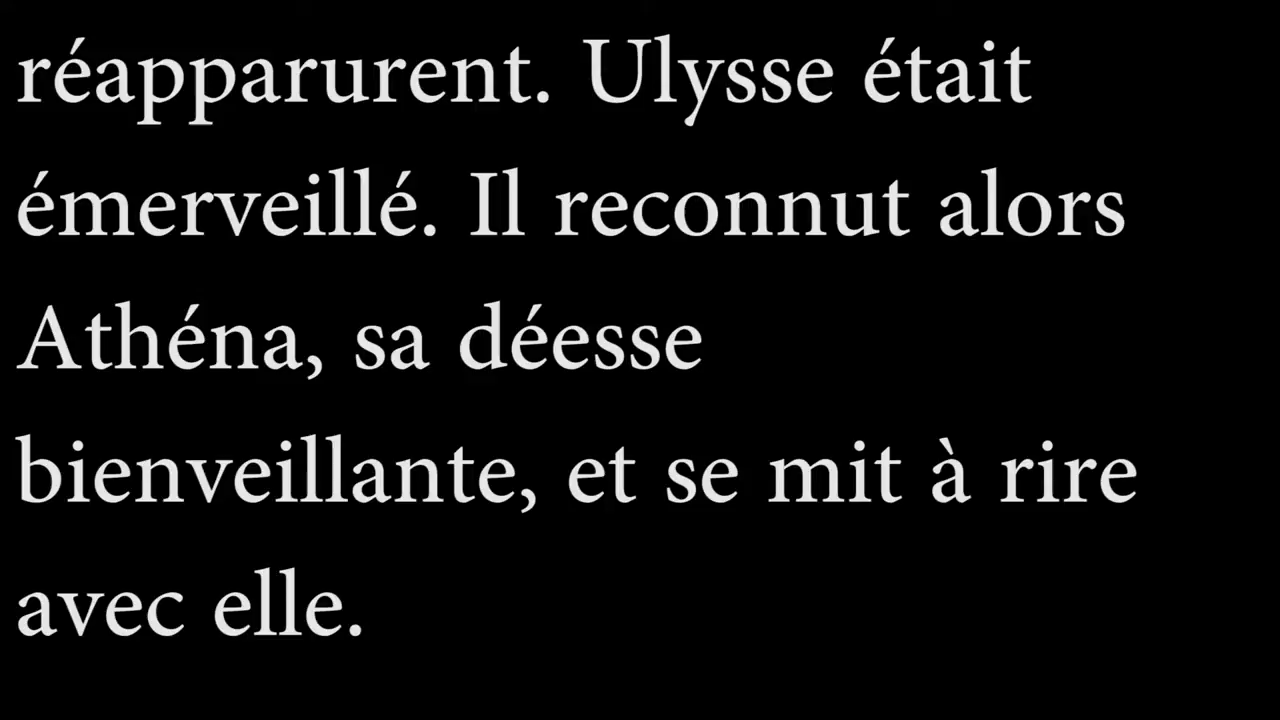 réapparurent. Ulysse était
émerveillé. Il reconnut alors
Athéna, sa déesse
bienveillante, et se mit à rire
avec elle.